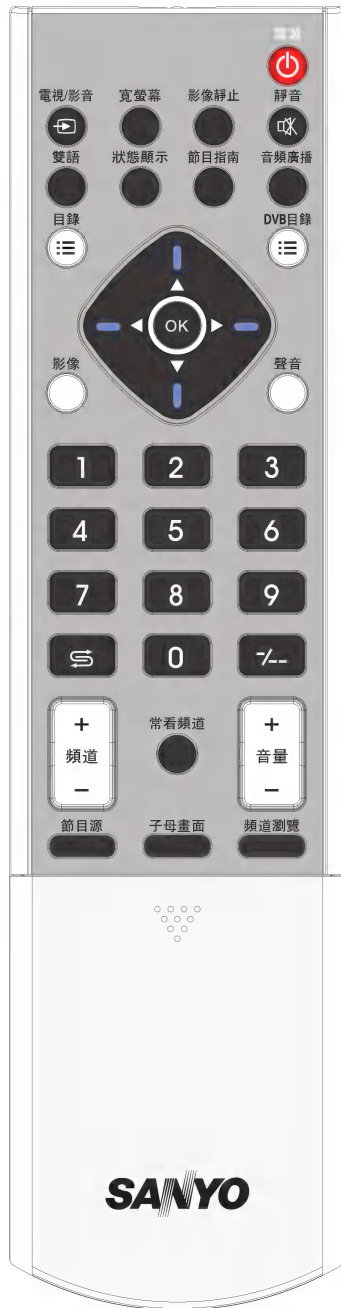 電視/影音 寬螢幕 影像靜止 靜音
雙語 狀態顯示 節目指南 音頻廣播
目錄 DVB目錄
OK
影像 聲音
1 2 3
4 5 6
7 8 9
0 -/--
+ 常看頻道 +
頻道 音量
- -
節目源 子母畫面 頻道瀏覽
SANYO